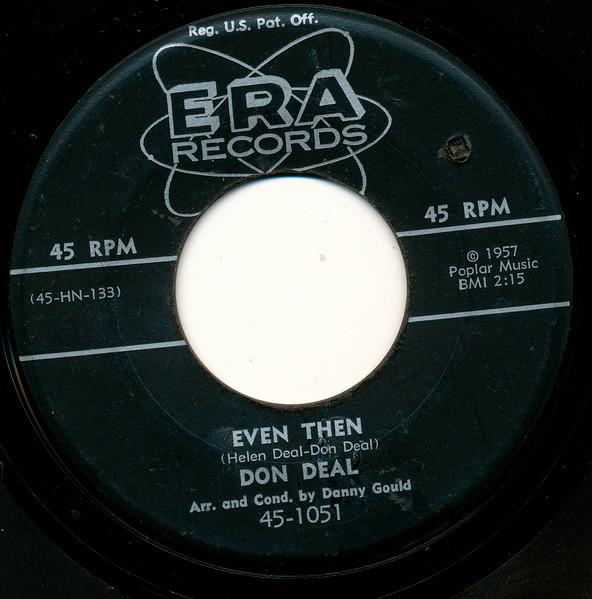 Reg. U.S. Pat. Off.
ERA
RECORDS
45 RPM
45 RPM
(45-HN-133)
© 1957
Poplar Music
BMI 2:15
EVEN THEN
(Helen Deal-Don Deal)
DON DEAL
Arr. and Cond. by Danny Gould
45-1051